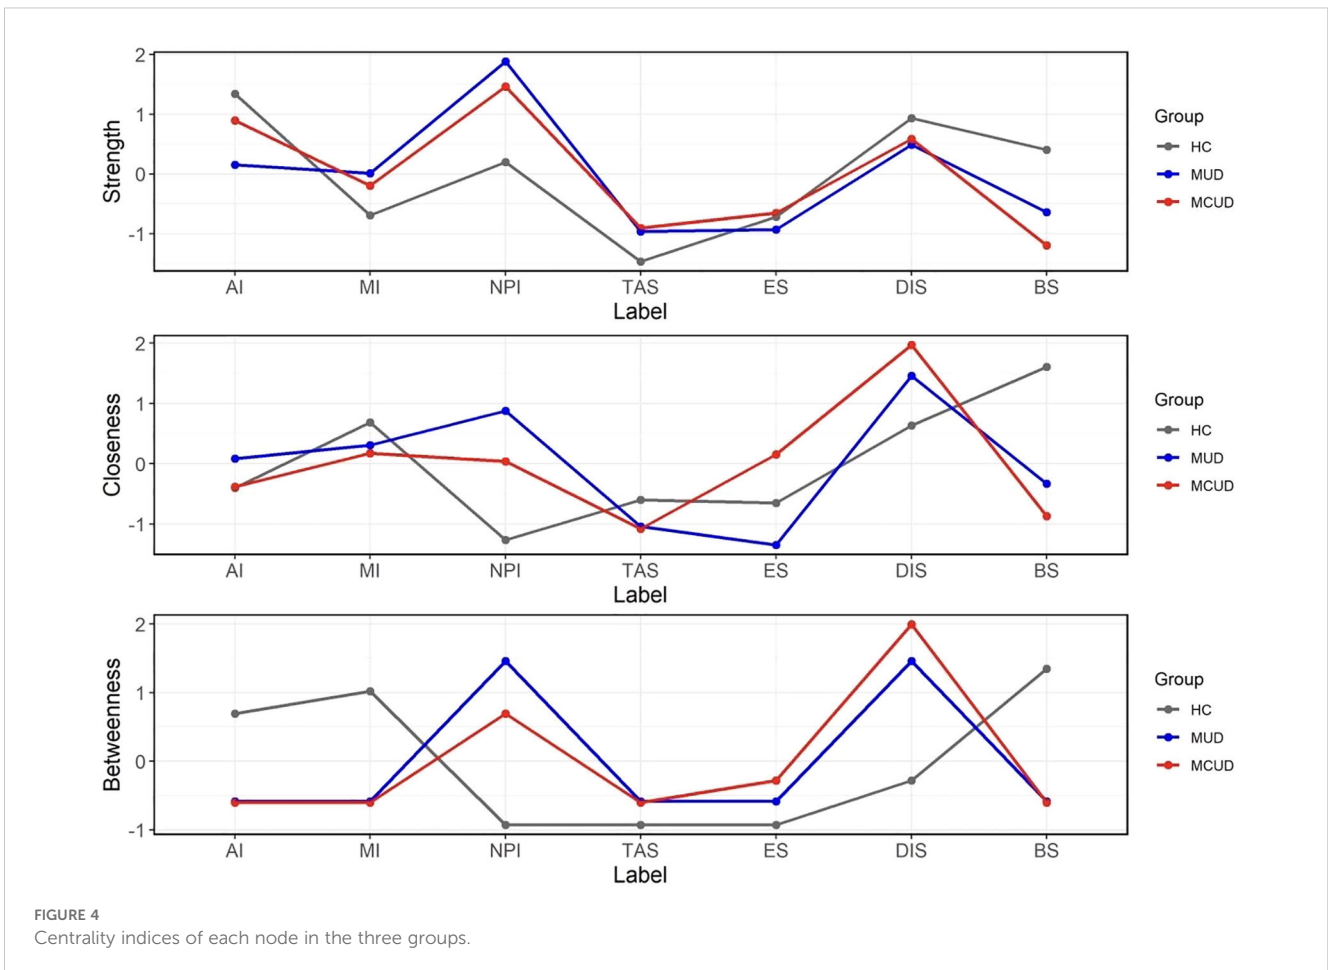 2
1
0
-1
Strength
AI MI NPI TAS ES DIS BS
Label
Group
HC
MUD
MCUD
2
1
0
-1
Closeness
AI MI NPI TAS ES DIS BS
Label
Group
HC
MUD
MCUD
2
1
0
-1
Betweenness
AI MI NPI TAS ES DIS BS
Label
Group
HC
MUD
MCUD
FIGURE 4
Centrality indices of each node in the three groups.